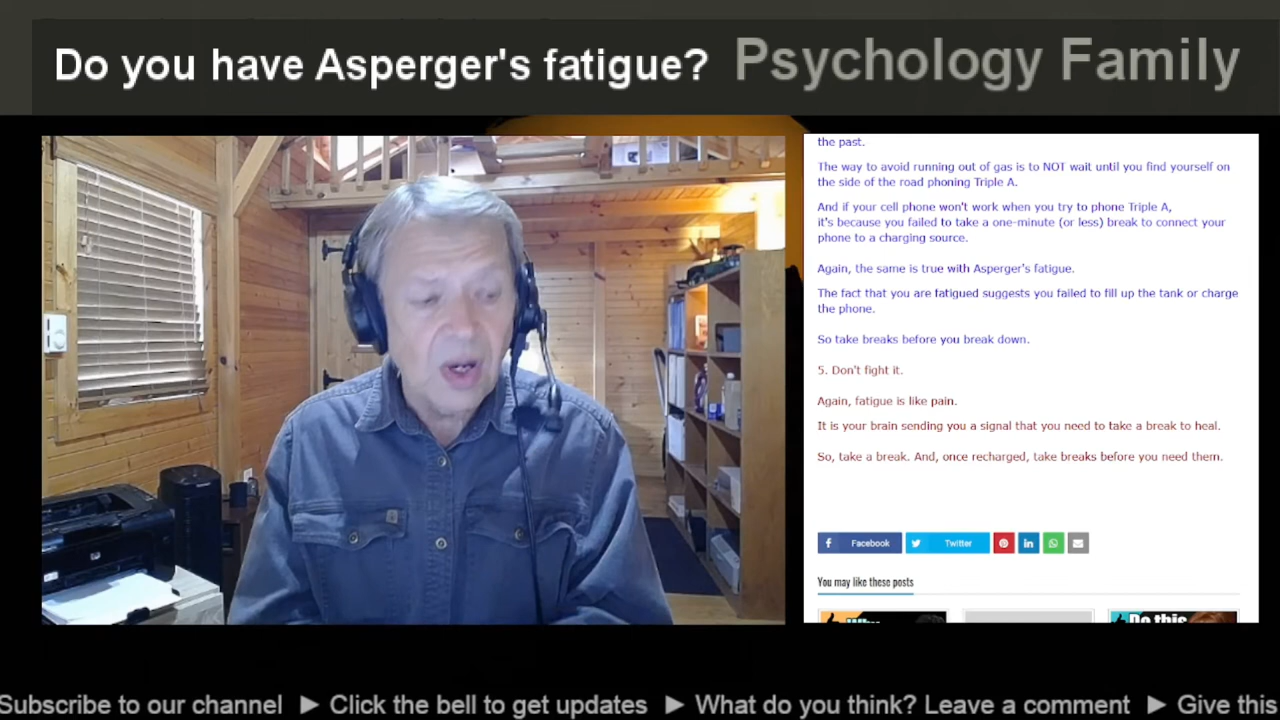 Do you have Asperger's fatigue? Psychology Family
the past.
The way to avoid running out of gas is to NOT wait until you find yourself on
the side of the road phoning Triple A.
And if your cell phone won't work when you try to phone Triple A,
it's because you failed to take a one-minute (or less) break to connect your
phone to a charging source.
Again, the same is true with Asperger's fatigue.
The fact that you are fatigued suggests you failed to fill up the tank or charge
the phone.
So take breaks before you break down.
5. Don't fight it.
Again, fatigue is like pain.
It is your brain sending you a signal that you need to take a break to heal.
So, take a break. And, once recharged, take breaks before you need them.
Facebook Twitter
You may like these posts
Do this
Subscribe to our channel ► Click the bell to get updates ► What do you think? Leave a comment ► Give this